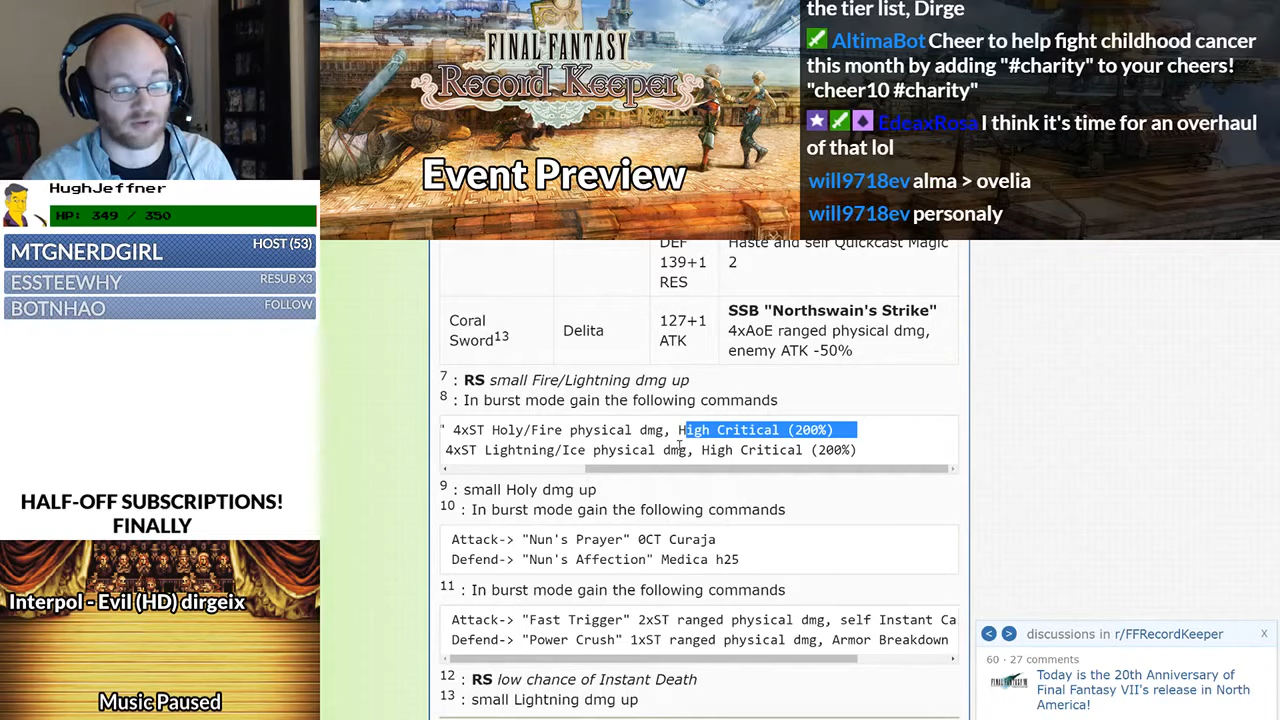 HughJeffner
HP: 349 / 350
MTGNERDGIRL HOST (53)
ESSTEEWHY RESUB X3
BOTNHAO FOLLOW
HALF-OFF SUBSCRIPTIONS!
FINALLY
Interpol - Evil (HD) dirgeix
Music Paused
FINAL FANTASY
Record Keeper
Event Preview
the tier list, Dirge
AltimaBot Cheer to help fight childhood cancer
this month by adding "#charity" to your cheers!
"cheer10 #charity"
EdeaxRosa I think it's time for an overhaul
of that lol
will9718ev alma > ovelia
will9718ev personaly
DEF
139+1
RES
Haste and self Quickcast Magic
2
Coral
Sword13
Delita
127+1
ATK
SSB "Northswain's Strike"
4xAoE ranged physical dmg,
enemy ATK -50%
7 : RS small Fire/Lightning dmg up
8 : In burst mode gain the following commands
" 4xST Holy/Fire physical dmg, High Critical (200%)
4xST Lightning/Ice physical dmg, High Critical (200%)
9 : small Holy dmg up
10 : In burst mode gain the following commands
Attack-> "Nun's Prayer" 0CT Curaja
Defend-> "Nun's Affection" Medica h25
11 : In burst mode gain the following commands
Attack-> "Fast Trigger" 2xST ranged physical dmg, self Instant Ca
Defend-> "Power Crush" 1xST ranged physical dmg, Armor Breakdown
12 : RS low chance of Instant Death
13 : small Lightning dmg up
discussions in r/FFRecordKeeper X
60 · 27 comments
Today is the 20th Anniversary of
Final Fantasy VII's release in North
America!